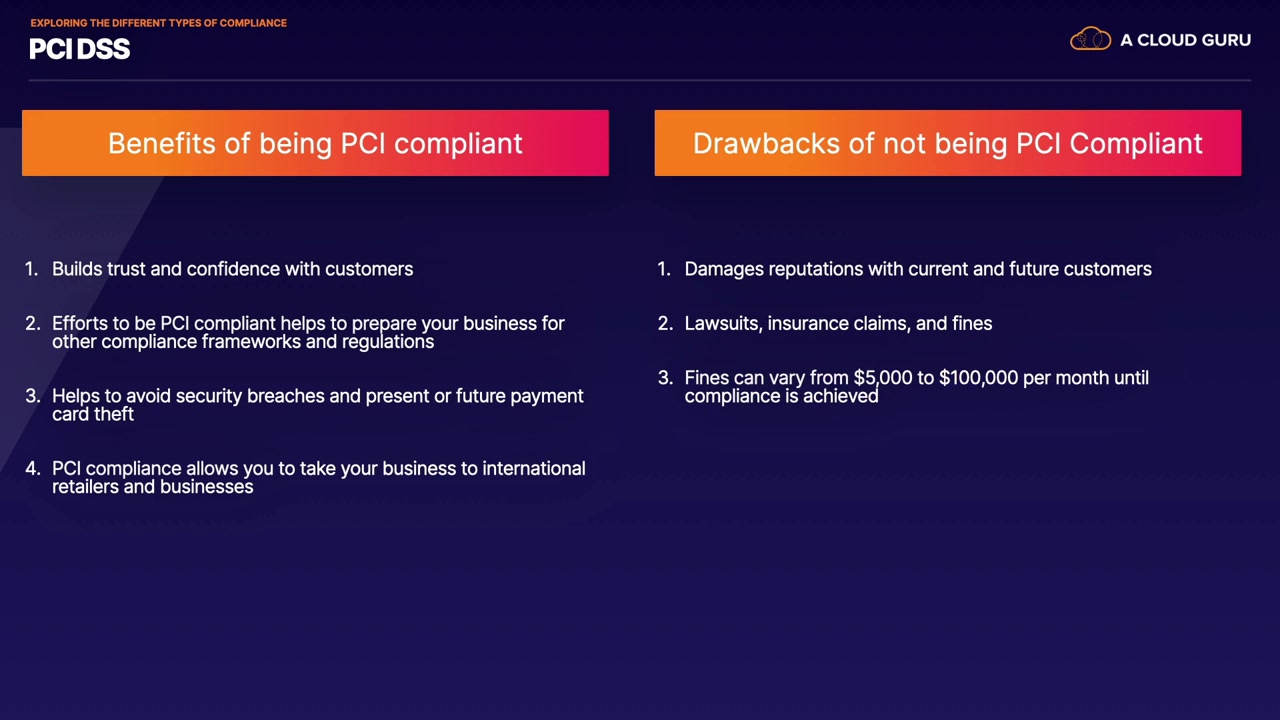 EXPLORING THE DIFFERENT TYPES OF COMPLIANCE
PCI DSS
A CLOUD GURU
Benefits of being PCI compliant
1. Builds trust and confidence with customers
2. Efforts to be PCI compliant helps to prepare your business for
other compliance frameworks and regulations
3. Helps to avoid security breaches and present or future payment
card theft
4. PCI compliance allows you to take your business to international
retailers and businesses
Drawbacks of not being PCI Compliant
1. Damages reputations with current and future customers
2. Lawsuits, insurance claims, and fines
3. Fines can vary from $5,000 to $100,000 per month until
compliance is achieved